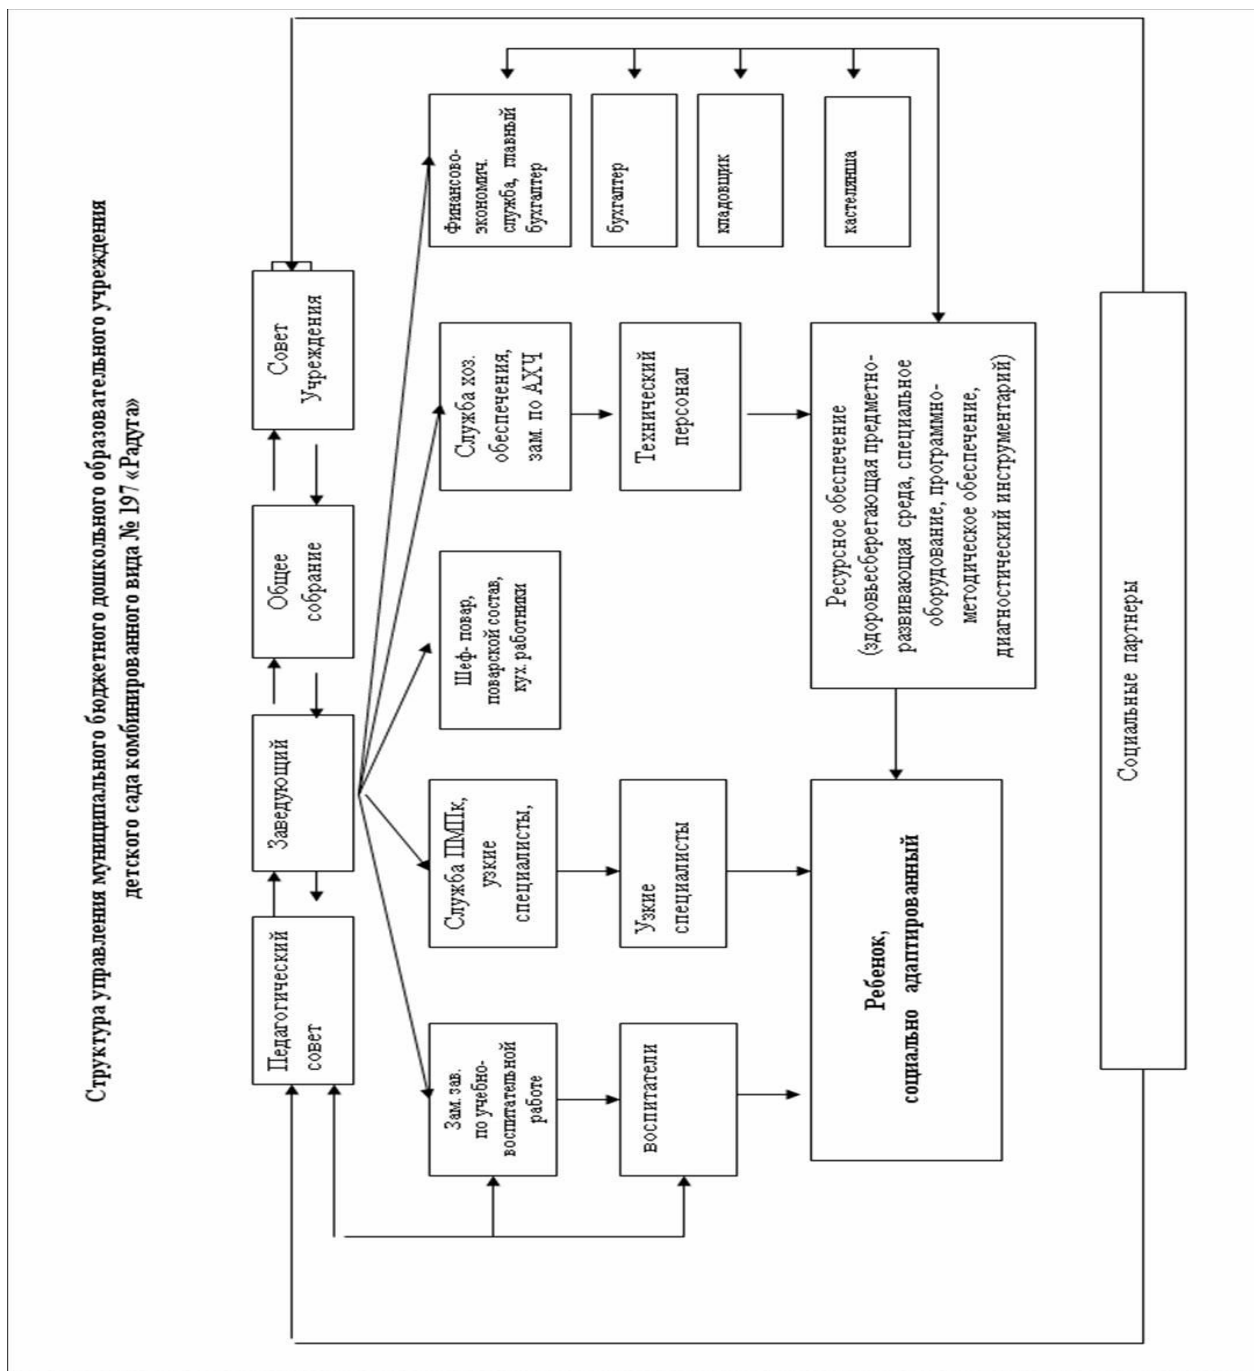 Структура управления муниципального бюджетного дошкольного образовательного учреждения
детского сада комбинированного вида № 197 «Радуга»
Педагогический
совет
Заведующий
Общее
собрание
Совет
Учреждения
Зам. зав.
по учебно-
воспитательной
работе
Служба ПМПк,
узкие
специалисты,
Шеф- повар,
поварской состав,
кух. работники
Служба хоз.
обеспечения,
зам. по АХЧ
Финансово-
экономич.
служба, главный
бухгалтер
воспитатели
Узкие
специалисты
Технический
персонал
бухгалтер
кладовщик
кастелянша
Ребенок,
социально адаптированный
Ресурсное обеспечение
(здоровьесберегающая предметно-
развивающая среда, специальное
оборудование, программно-
методическое обеспечение,
диагностический инструментарий)
Социальные партнеры